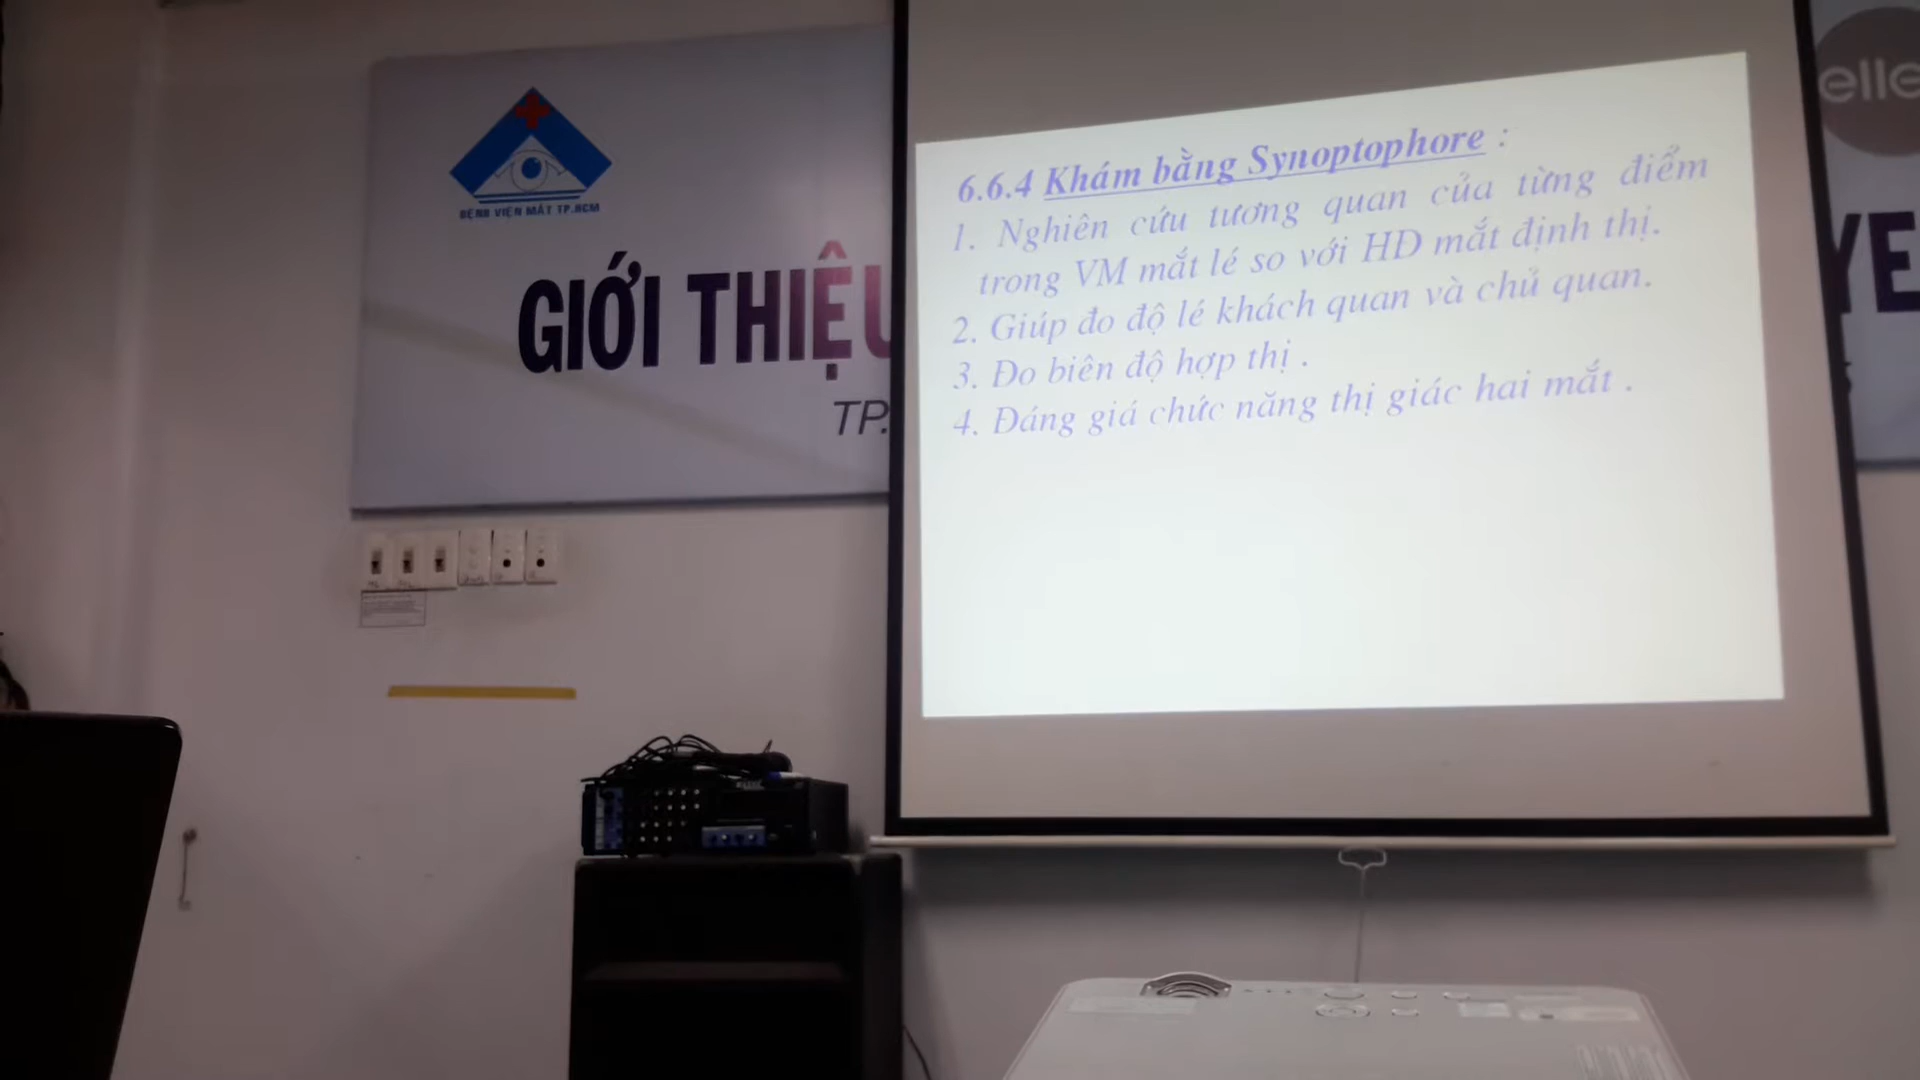 BỆNH VIỆN MẮT TP.HCM
GIỚI THIỆU
TP.
elle
YE
6.6.4 Khám bằng Synoptophore :
1. Nghiên cứu tương quan của từng điểm
trong VM mắt lé so với HĐ mắt định thị.
2. Giúp đo độ lé khách quan và chủ quan.
3. Đo biên độ hợp thị .
4. Đáng giá chức năng thị giác hai mắt .